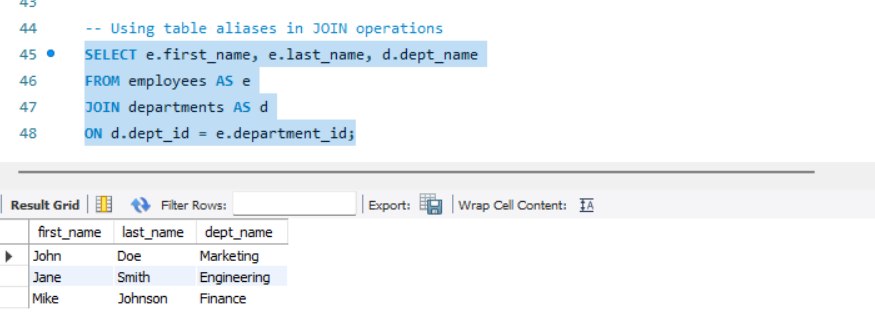 43
44 -- Using table aliases in JOIN operations
45 SELECT e.first_name, e.last_name, d.dept_name
46 FROM employees AS e
47 JOIN departments AS d
48 ON d.dept_id = e.department_id;
Result Grid Filter Rows: Export: Wrap Cell Content: IA
first_name last_name dept_name
John Doe Marketing
Jane Smith Engineering
Mike Johnson Finance